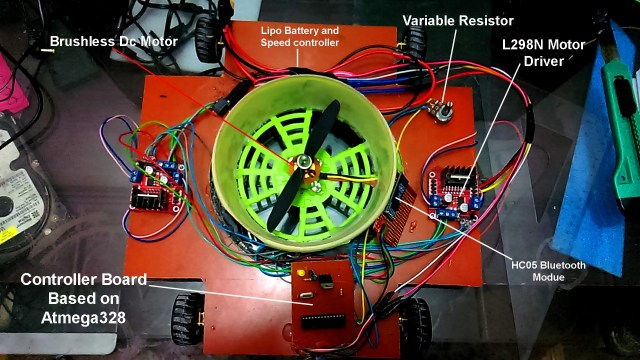 Brushless Dc Motor
Lipo Battery and
Speed controller
Variable Resistor
L298N Motor
Driver
HC05 Bluetooth
Modue
Controller Board
Based on
Atmega328